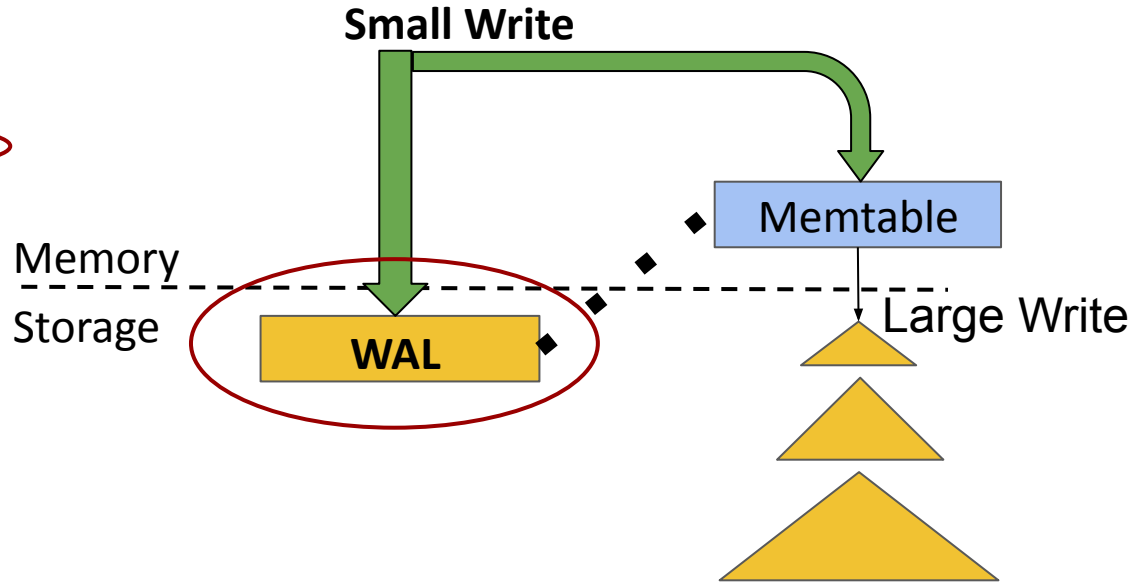 Small Write
Memtable
Memory
Storage
Large Write
WAL